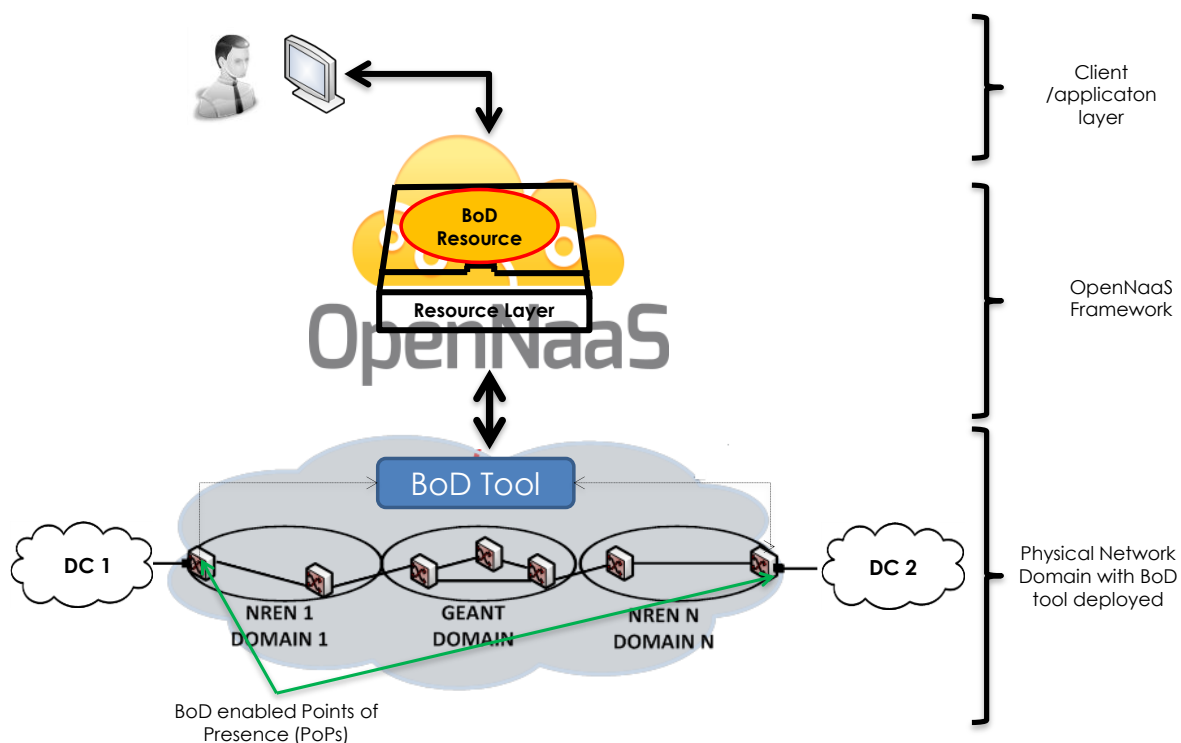 Client
/applicaton
layer
BoD
Resource
Resource Layer
OpenNaaS
OpenNaaS
Framework
BoD Tool
DC 1
DC 2
NREN 1
DOMAIN 1
GEANT
DOMAIN
NREN N
DOMAIN N
Physical Network
Domain with BoD
tool deployed
BoD enabled Points of
Presence (PoPs)